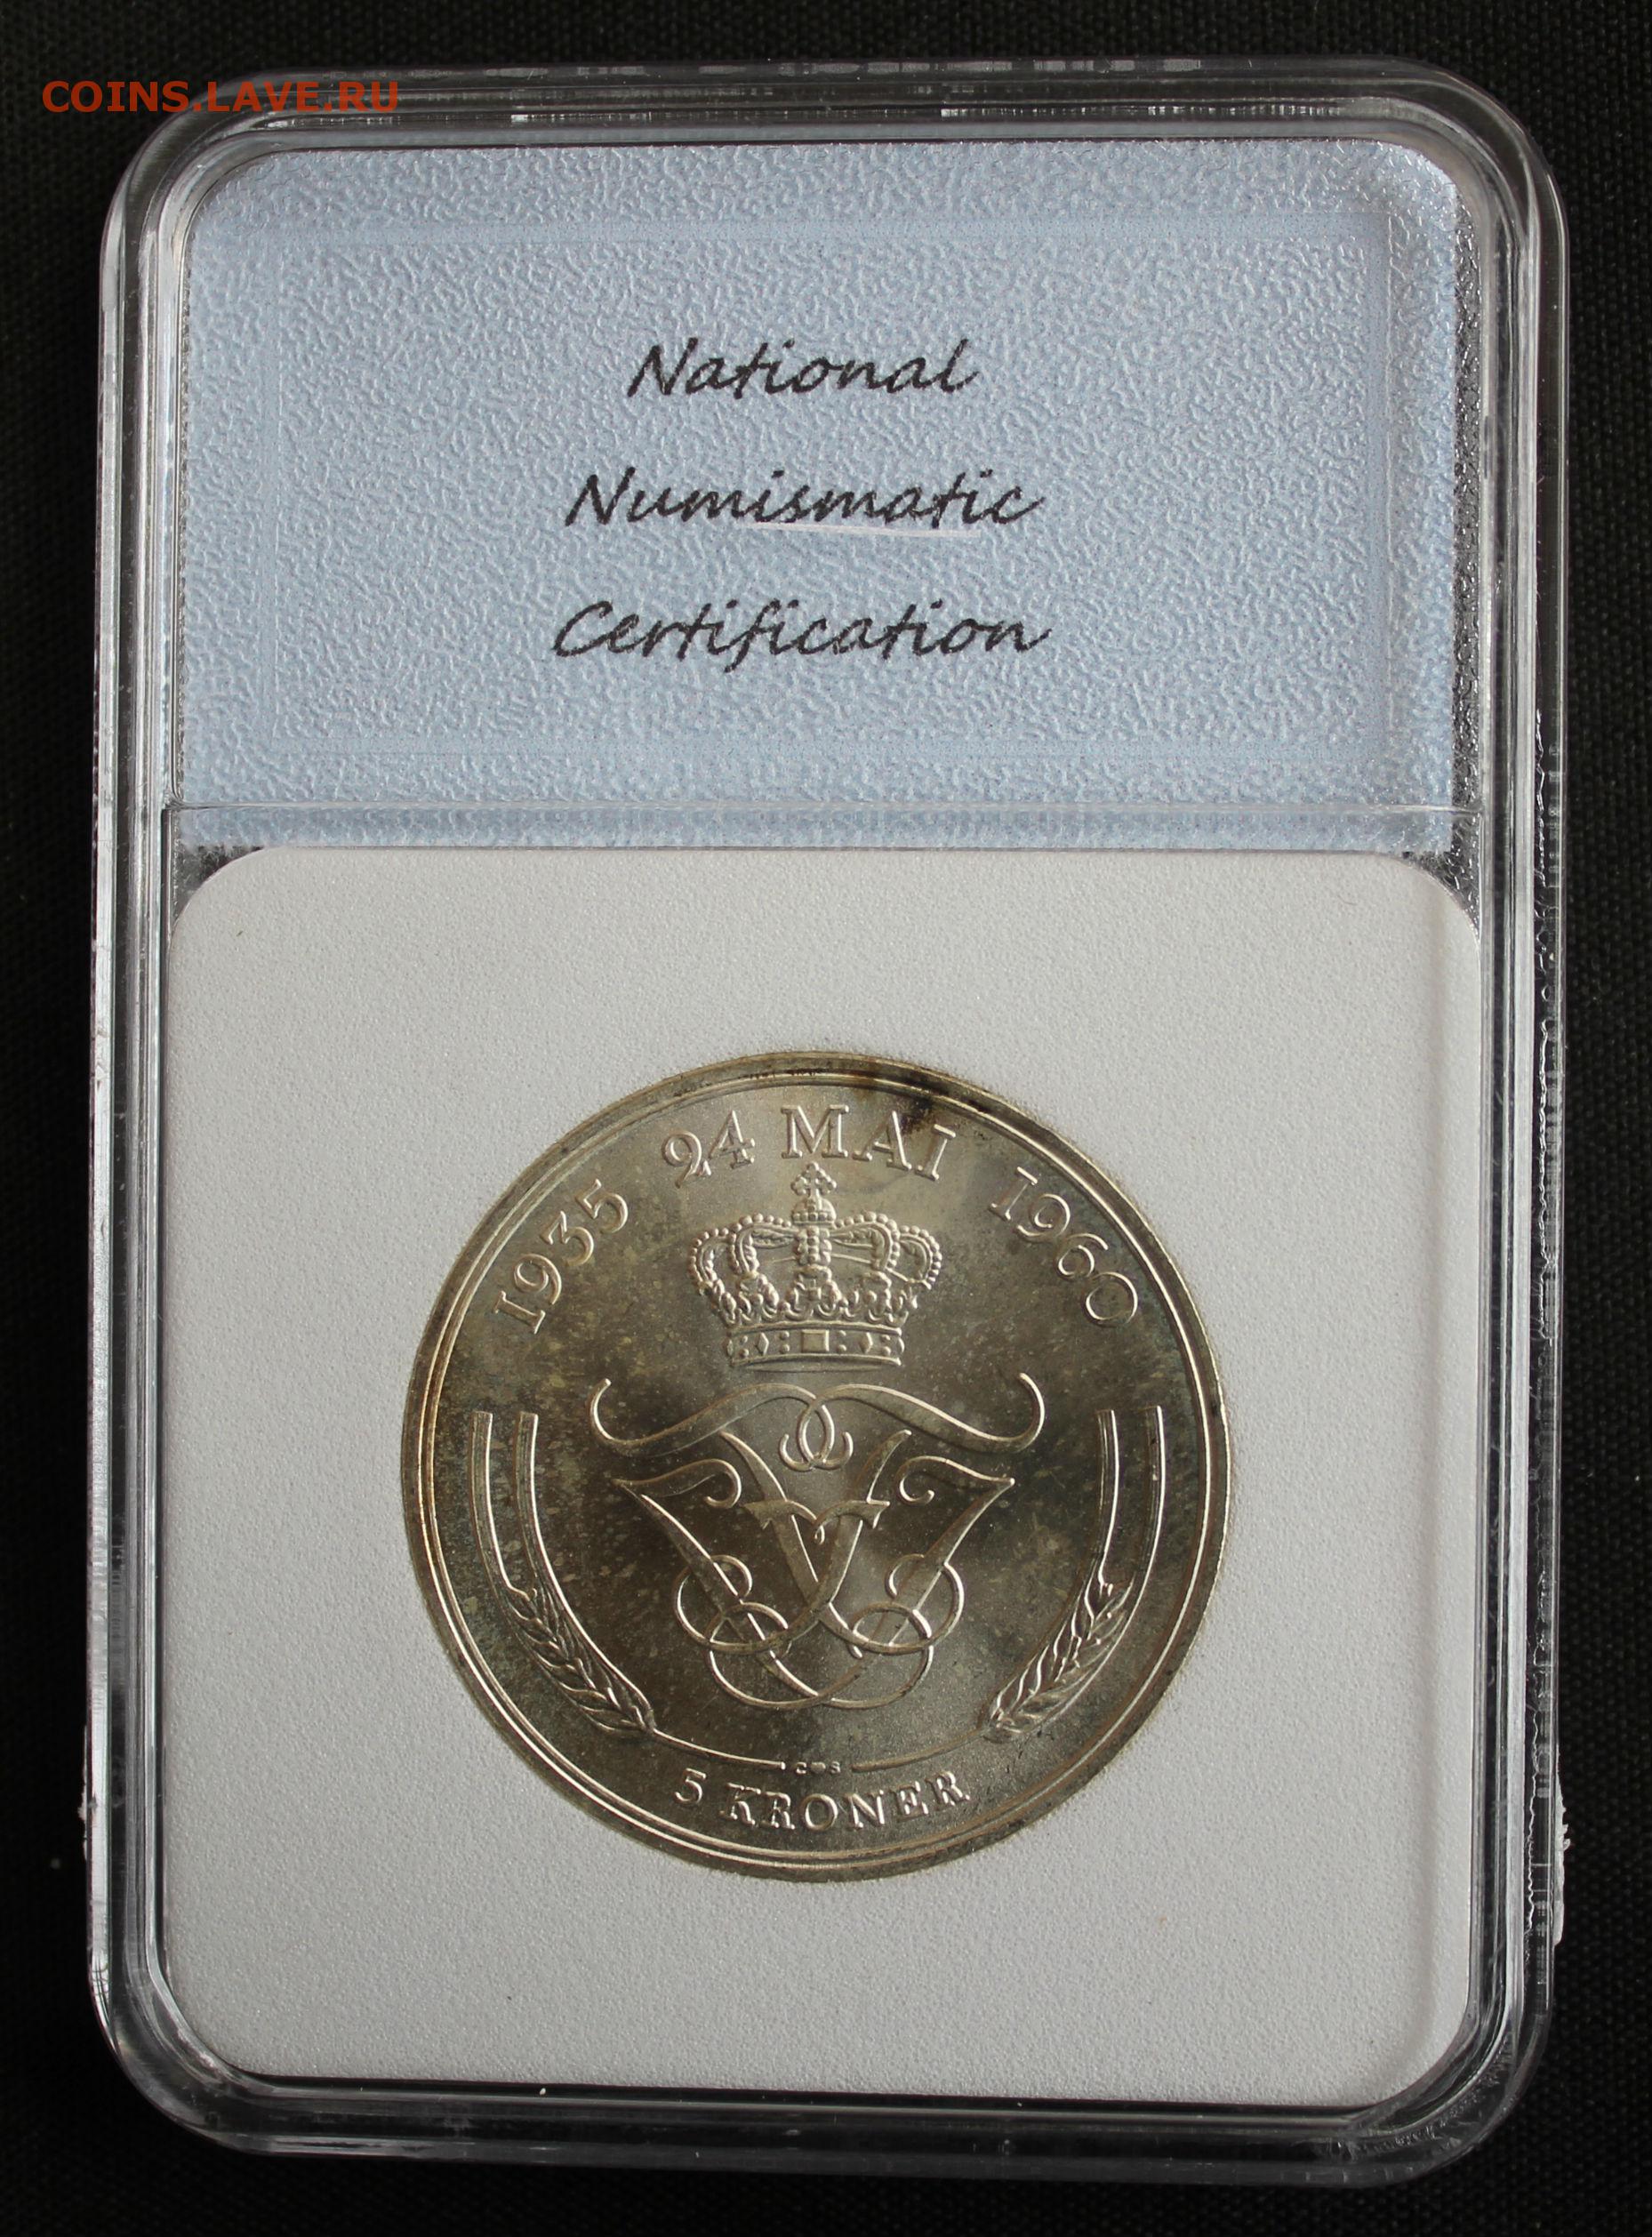 COINS.LAVE.RU
National
Numismatic
Certification
1935 24 MAI 1960
C♥S
5 KRONER